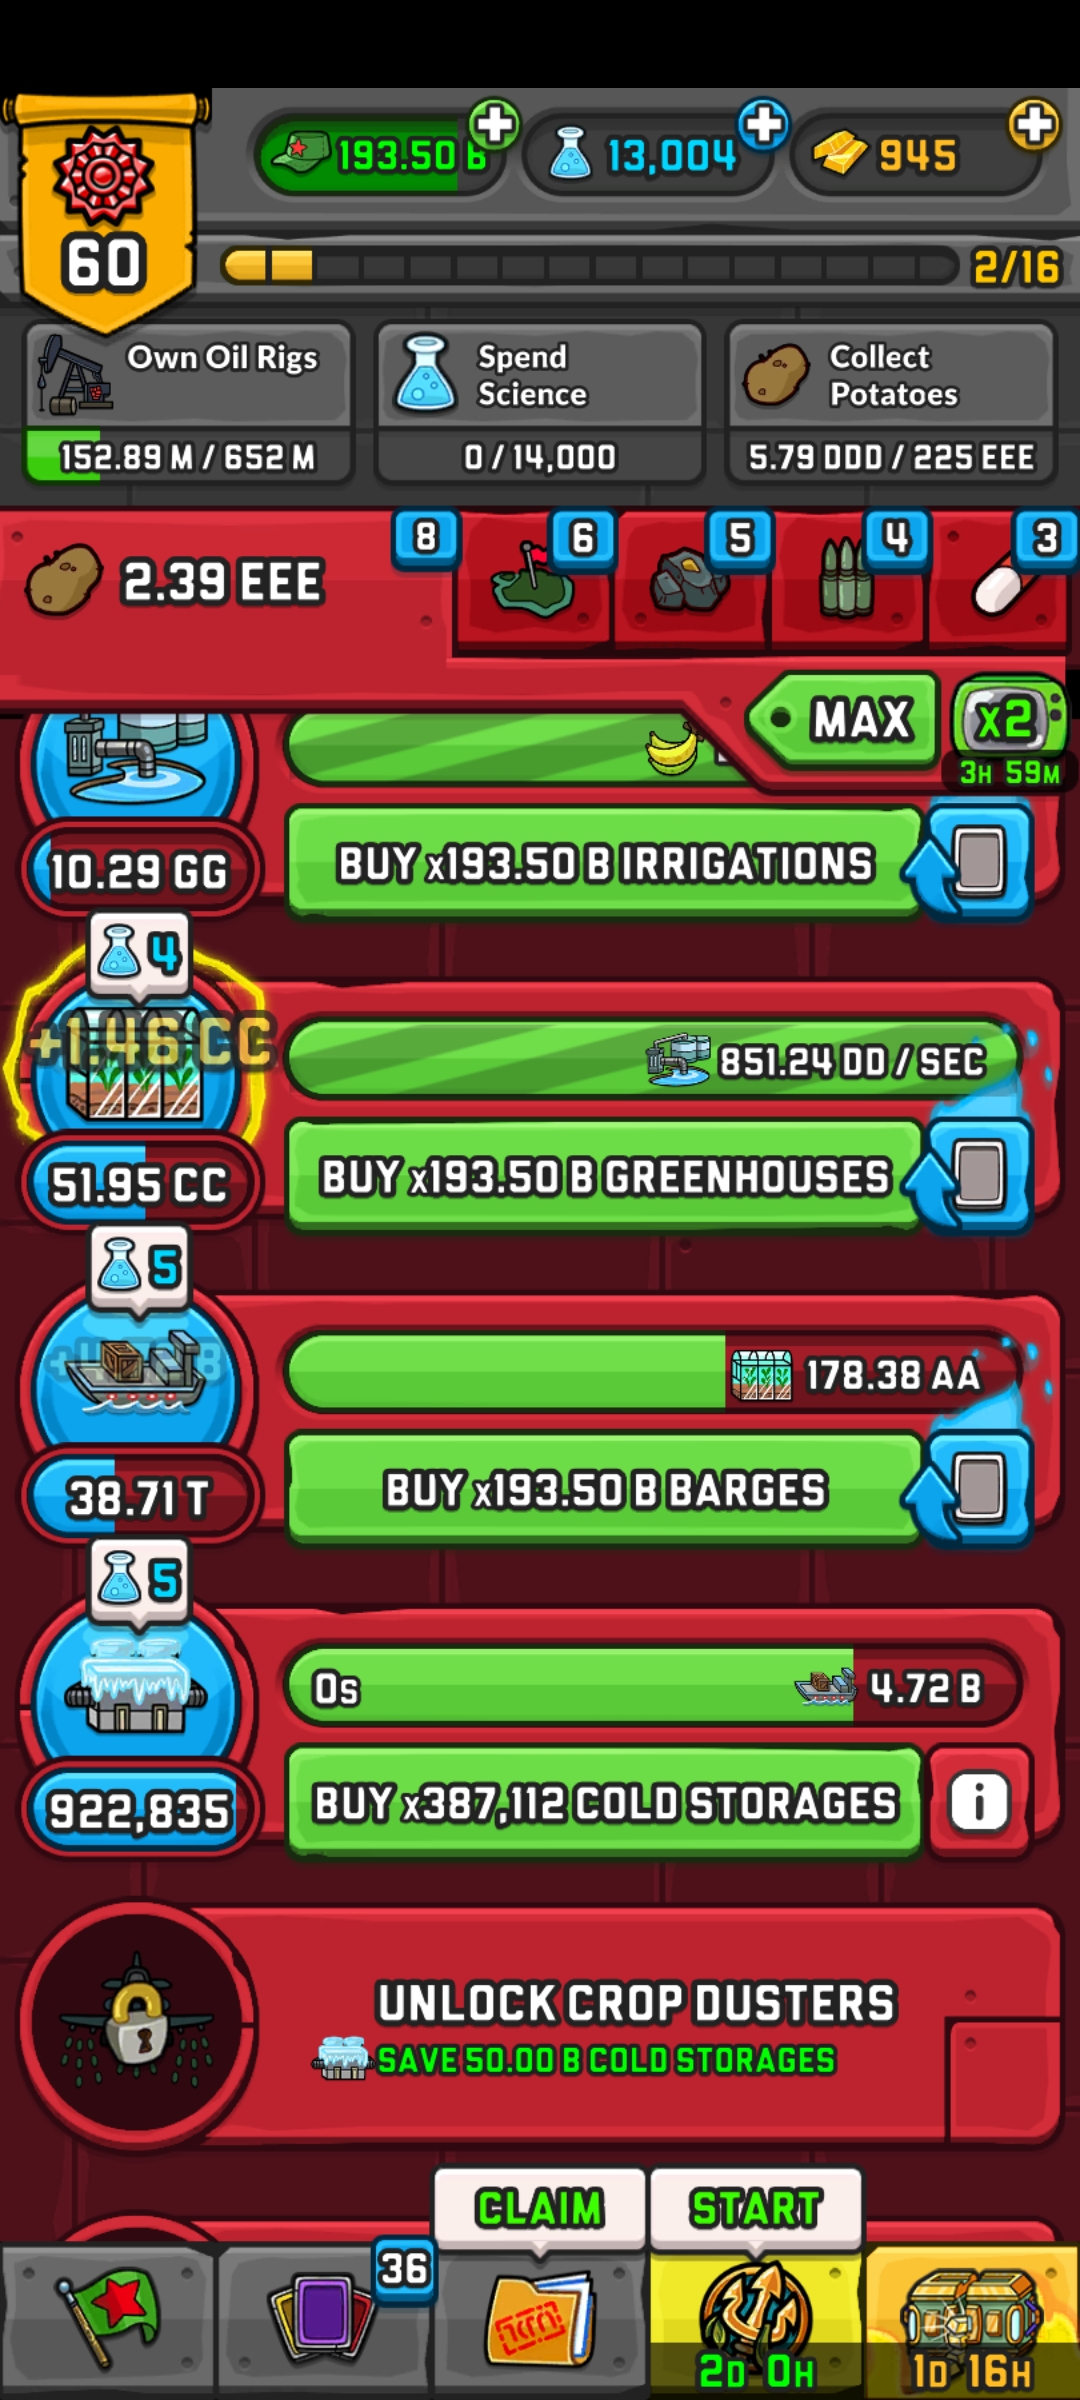 193.50 B
13,004
945
60
2/16
Own Oil Rigs
152.89 M / 652 M
Spend
Science
0 / 14,000
Collect
Potatoes
5.79 DDD / 225 EEE
2.39 EEE
8
6
5
4
3
MAX
x2
3H 59M
10.29 GG
BUY x193.50 B IRRIGATIONS
4
+1.46 CC
851.24 DD / SEC
51.95 CC
BUY x193.50 B GREENHOUSES
5
178.38 AA
38.71 T
BUY x193.50 B BARGES
5
0s
4.72 B
922,835
BUY x387,112 COLD STORAGES
i
UNLOCK CROP DUSTERS
SAVE 50.00 B COLD STORAGES
CLAIM
START
36
2D 0H
1D 16H